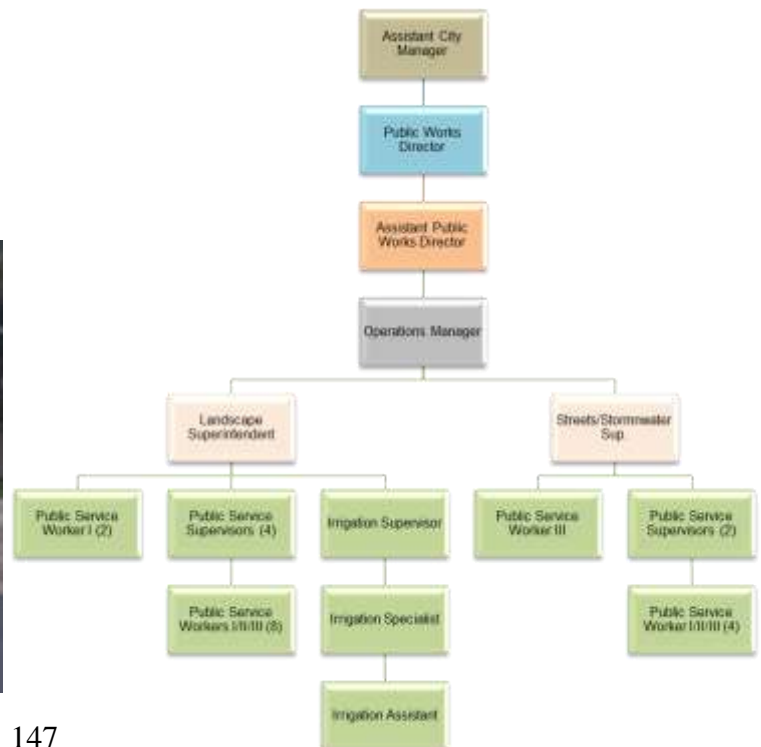 Assistant City
Manager
Public Works
Director
Assistant Public
Works Director
Operations Manager
Landscape
Superintendent
Streets/Stormwater
Sup.
Public Service
Worker I (2)
Public Service
Supervisors (4)
Irrigation Supervisor
Public Service
Worker III
Public Service
Supervisors (2)
Public Service
Workers I/II/III (8)
Irrigation Specialist
Public Service
Worker I/II/III (4)
Irrigation Assistant
147